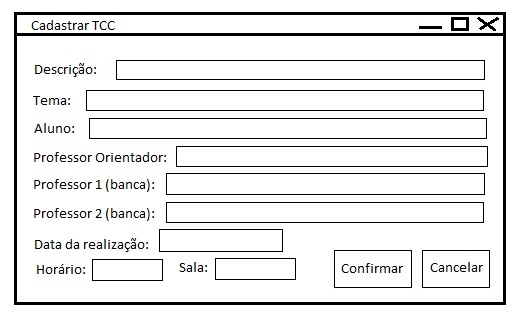 Cadastrar TCC
Descrição:
Tema:
Aluno:
Professor Orientador:
Professor 1 (banca):
Professor 2 (banca):
Data da realização:
Horário: Sala: Confirmar Cancelar